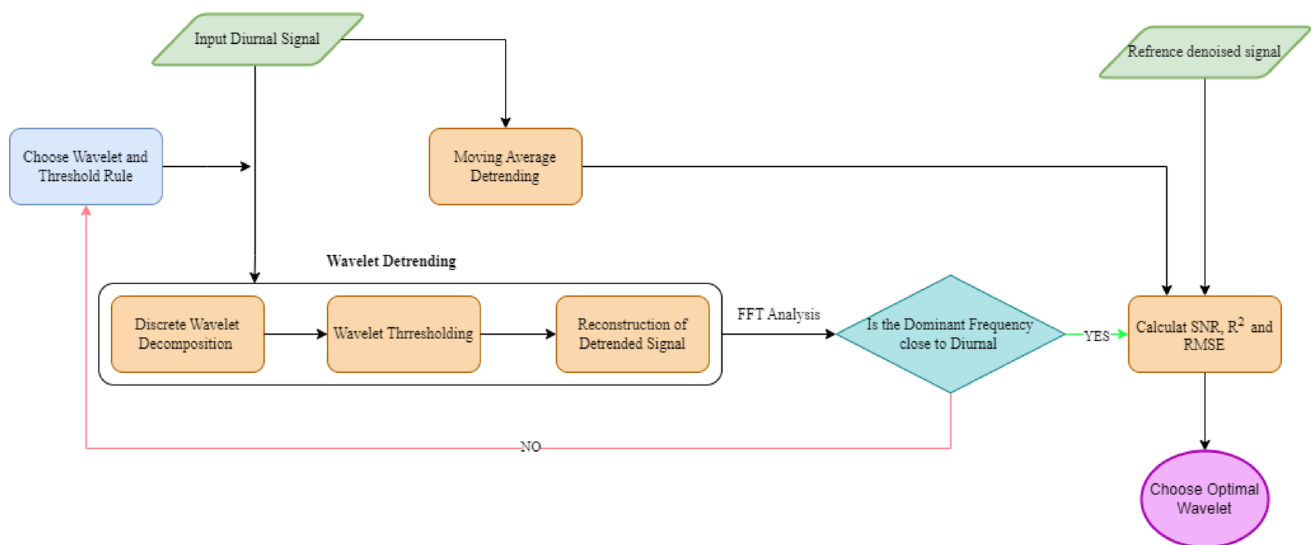 Input Diurnal Signal
Refrence denoised signal
Choose Wavelet and
Threshold Rule
Moving Average
Detrending
Wavelet Detrending
Discrete Wavelet
Decomposition
Wavelet Thrresholding
Reconstruction of
Detrended Signal
FFT Analysis
Is the Dominant Frequency
close to Diurnal
YES
Calculat SNR, R² and
RMSE
NO
Choose Optimal
Wavelet